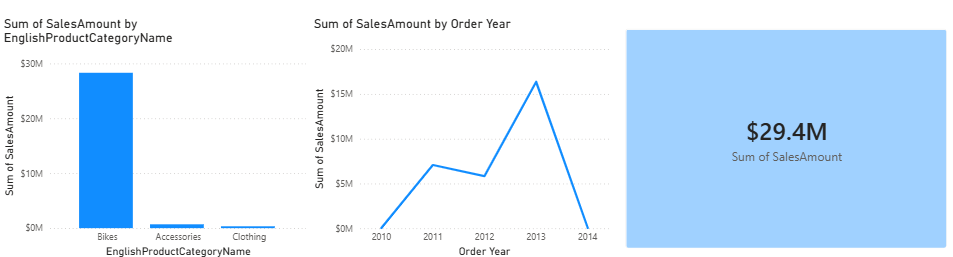 Sum of SalesAmount by
EnglishProductCategoryName
$30M
$20M
$10M
$0M
Sum of SalesAmount
Bikes
Accessories
Clothing
EnglishProductCategoryName
Sum of SalesAmount by Order Year
$20M
$15M
$10M
$5M
$0M
Sum of SalesAmount
2010
2011
2012
2013
2014
Order Year
$29.4M
Sum of SalesAmount